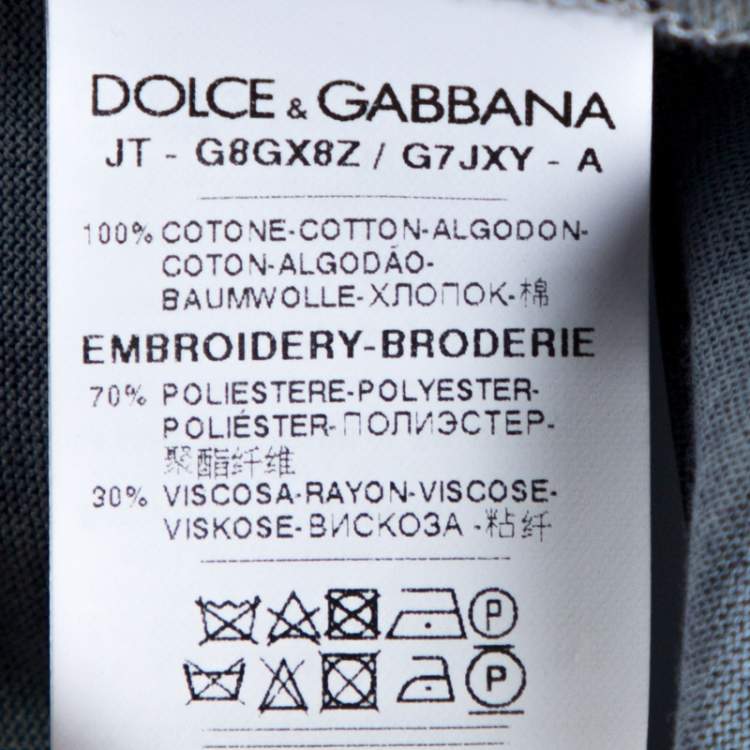 DOLCE & GABBANA
JT - G8GX8Z / G7JXY - A
100% COTONE-COTTON-ALGODON-
COTON-ALGODÃO-
BAUMWOLLE-ХЛОПОК-棉
EMBROIDERY-BRODERIE
70% POLIESTERE-POLYESTER-
POLIÉSTER-ПОЛИЭСТЕР-
聚酯纤维
30% VISCOSA-RAYON-VISCOSE-
VISKOSE-ВИСКОЗА -粘纤
P
P